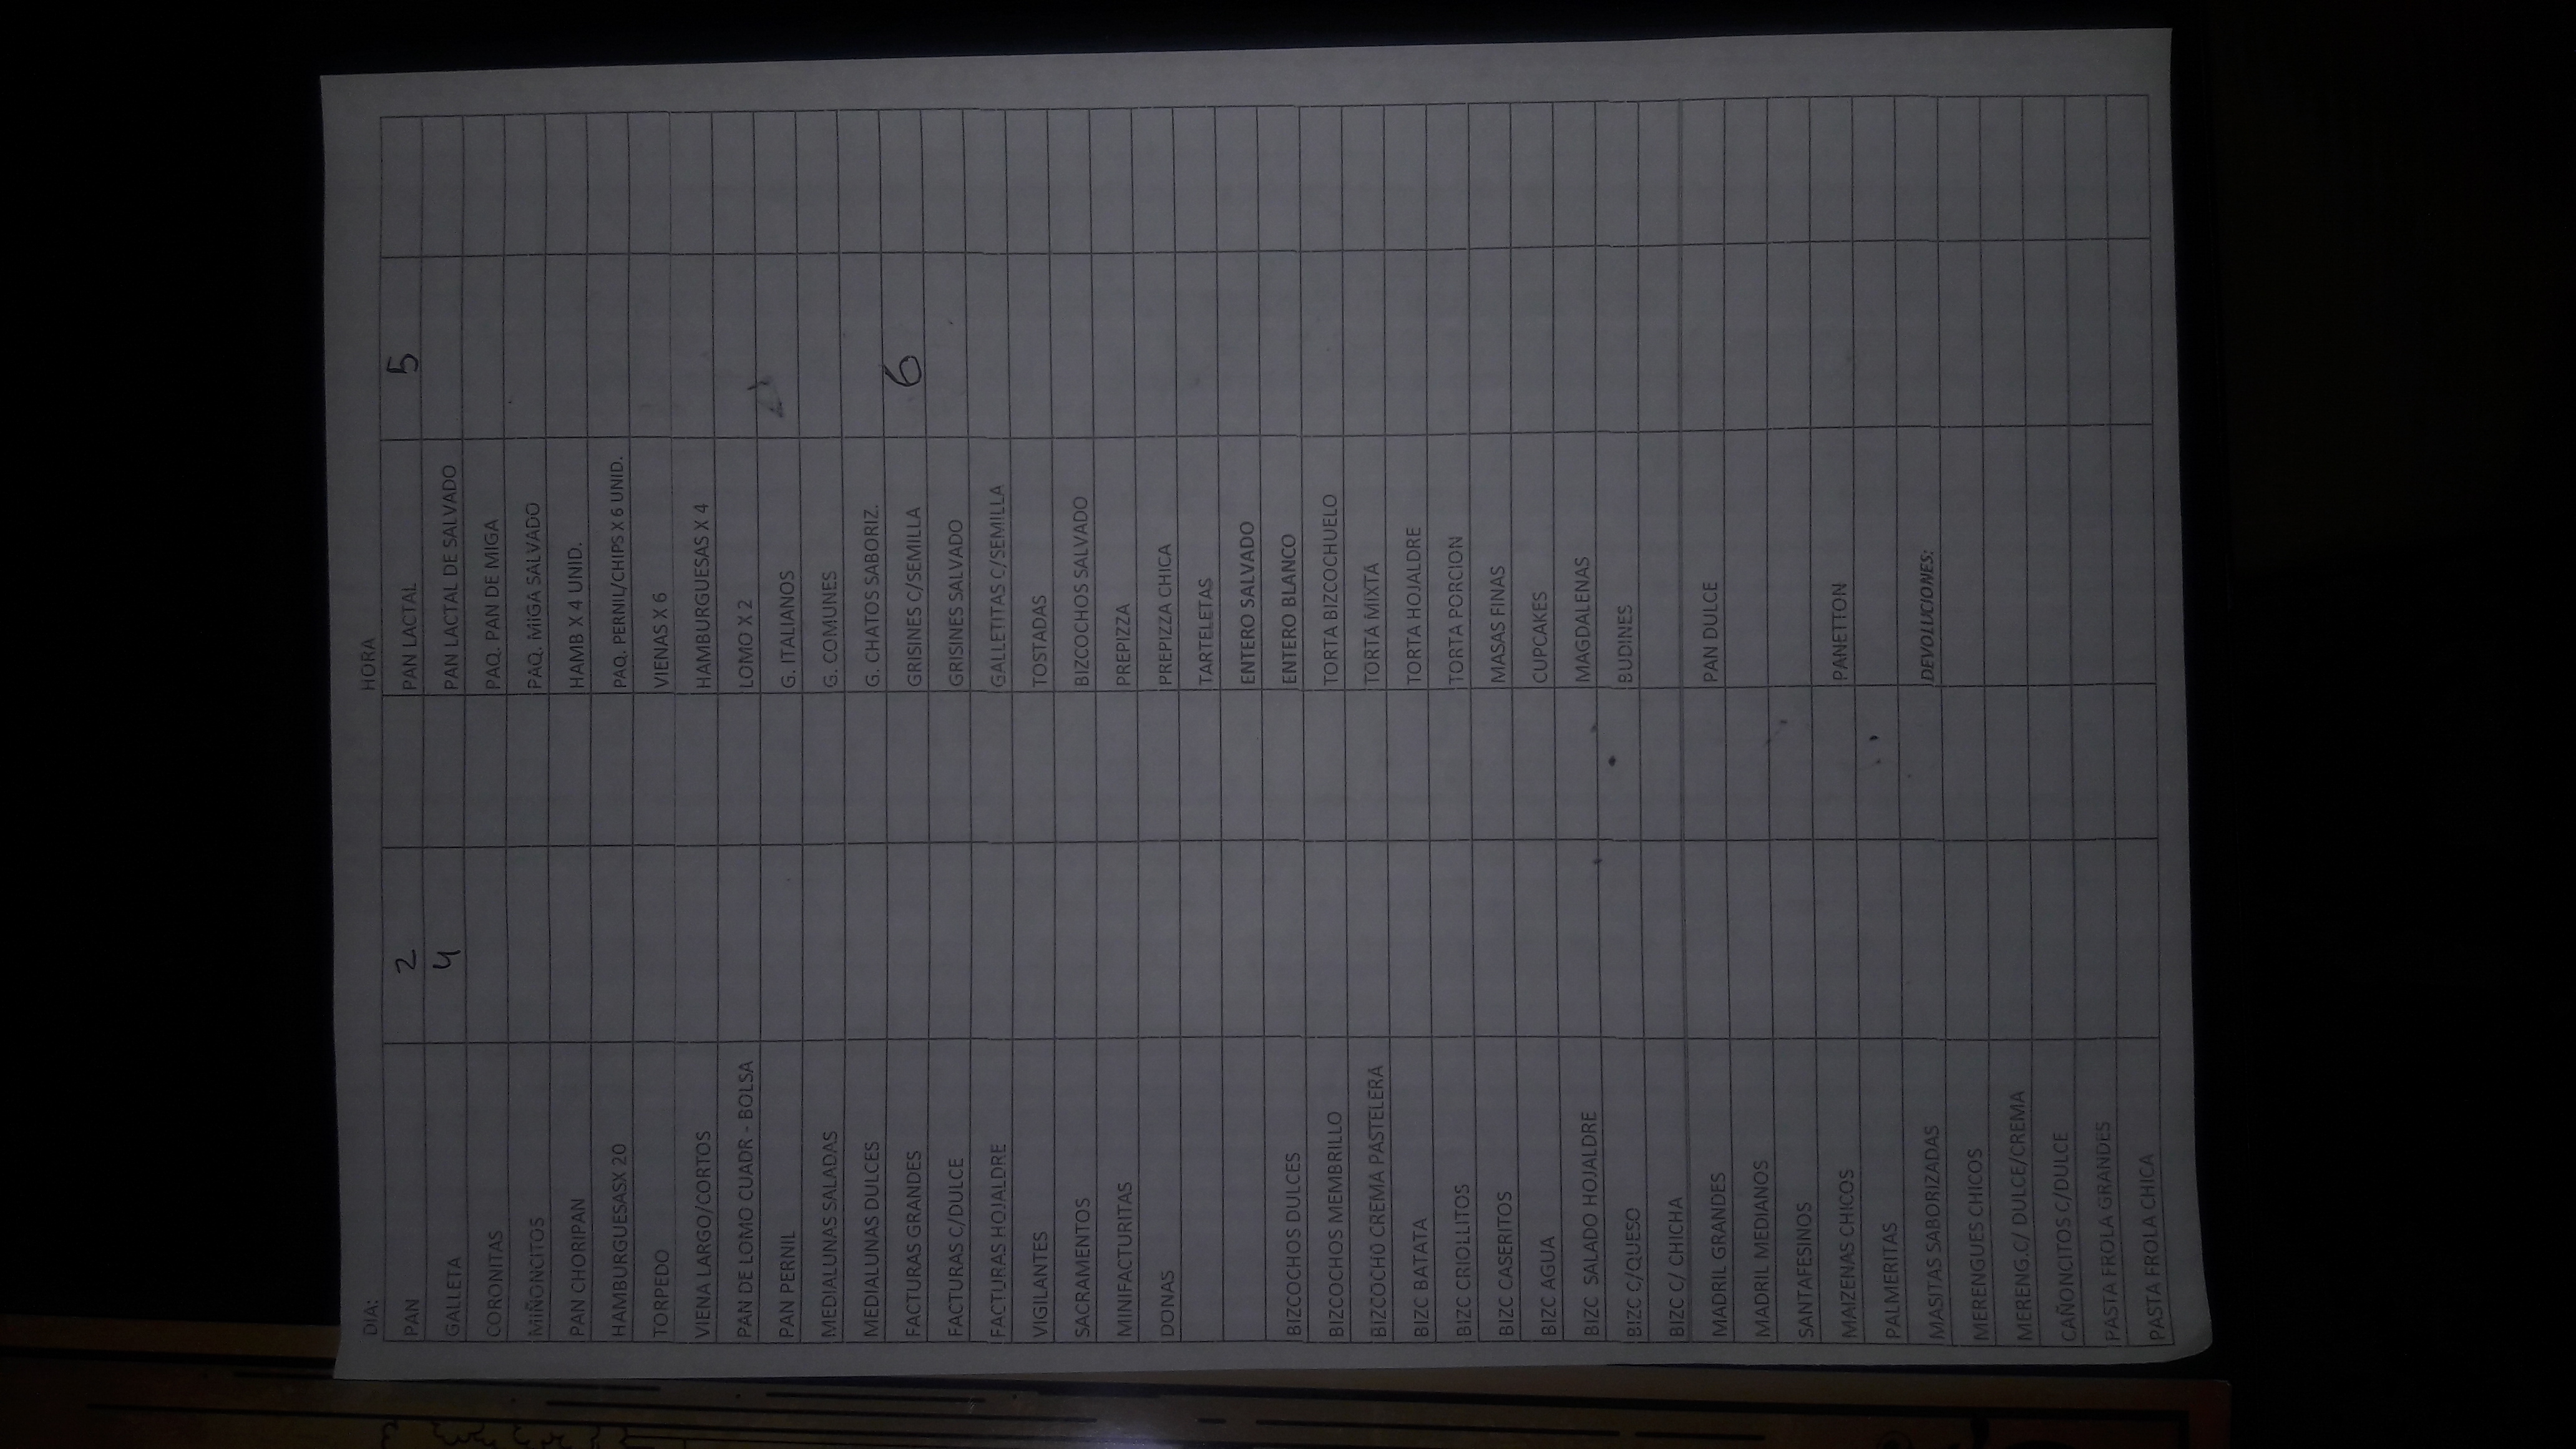 DIA: HORA
PAN 2 PAN LACTAL 5
GALLETA 4 PAN LACTAL DE SALVADO
CORONITAS PAQ. PAN DE MIGA
MIÑONCITOS PAQ. MIGA SALVADO
PAN CHORIPAN HAMB X 4 UNID.
HAMBURGUESASX 20 PAQ. PERNIL/CHIPS X 6 UNID.
TORPEDO VIENAS X 6
VIENA LARGO/CORTOS HAMBURGUESAS X 4
PAN DE LOMO CUADR - BOLSA LOMO X 2
PAN PERNIL G. ITALIANOS
MEDIALUNAS SALADAS G. COMUNES
MEDIALUNAS DULCES G. CHATOS SABORIZ.
FACTURAS GRANDES GRISINES C/SEMILLA 6
FACTURAS C/DULCE GRISINES SALVADO
FACTURAS HOJALDRE GALLETITAS C/SEMILLA
VIGILANTES TOSTADAS
SACRAMENTOS BIZCOCHOS SALVADO
MINIFACTURITAS PREPIZZA
DONAS PREPIZZA CHICA
TARTELETAS
ENTERO SALVADO
BIZCOCHOS DULCES ENTERO BLANCO
BIZCOCHOS MEMBRILLO TORTA BIZCOCHUELO
BIZCOCHO CREMA PASTELERA TORTA MIXTA
BIZC BATATA TORTA HOJALDRE
BIZC CRIOLLITOS TORTA PORCION
BIZC CASERITOS MASAS FINAS
BIZC AGUA CUPCAKES
BIZC SALADO HOJALDRE MAGDALENAS
BIZC C/QUESO BUDINES
BIZC C/ CHICHA
MADRIL GRANDES PAN DULCE
MADRIL MEDIANOS
SANTAFESINOS
MAIZENAS CHICOS PANETTON
PALMERITAS
MASITAS SABORIZADAS DEVOLUCIONES:
MERENGUES CHICOS
MERENG.C/ DULCE/CREMA
CAÑONCITOS C/DULCE
PASTA FROLA GRANDES
PASTA FROLA CHICA